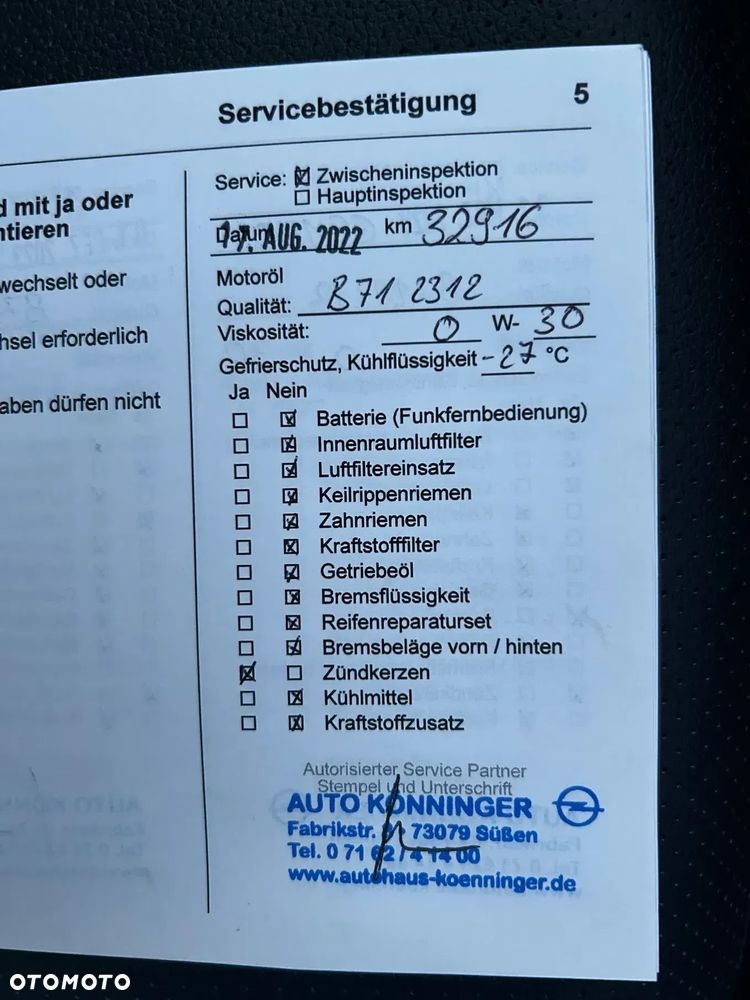 Servicebestätigung 5
d mit ja oder
ntieren
wechselt oder
hsel erforderlich
aben dürfen nicht
Service: Zwischeninspektion
Hauptinspektion
Datum 17. AUG. 2022 km 32916
Motoröl
Qualität: B71 2312
Viskosität: 0 W- 30
Gefrierschutz, Kühlflüssigkeit -27 °C
Ja Nein
Batterie (Funkfernbedienung)
Innenraumluftfilter
Luftfiltereinsatz
Keilrippenriemen
Zahnriemen
Kraftstofffilter
Getriebeöl
Bremsflüssigkeit
Reifenreparaturset
Bremsbeläge vorn / hinten
Zündkerzen
Kühlmittel
Kraftstoffzusatz
Autorisierter Service Partner
Stempel und Unterschrift
AUTO KÖNNINGER
Fabrikstr. 73079 Süßen
Tel. 0 71 62 / 4 14 00
www.autohaus-koenninger.de
OTOMOTO